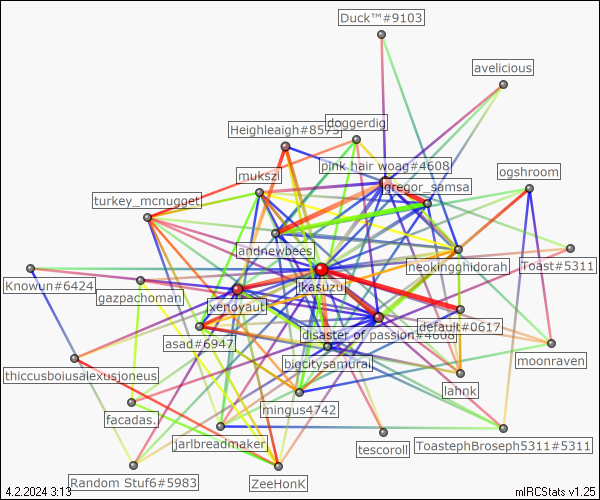 Duck™#9103
avelicious
doggerdig
Heighleaigh#8573
pink hair woag#4608
ogshroom
mukszi
gregor_samsa
turkey_mcnugget
andnewbees
neokingghidorah
Toast#5311
Knowun#6424
lkasuzu
gazpachoman
xenoyaut
default#0617
disaster of passion#4608
asad#6947
bigcitysamurai
moonraven
thiccusboiusalexusjoneus
lahnk
mingus4742
facadas.
jarlbreadmaker
tescoroll
ToastephBroseph5311#5311
Random Stuf6#5983
ZeeHonK
4.2.2024 3:13
mIRCStats v1.25